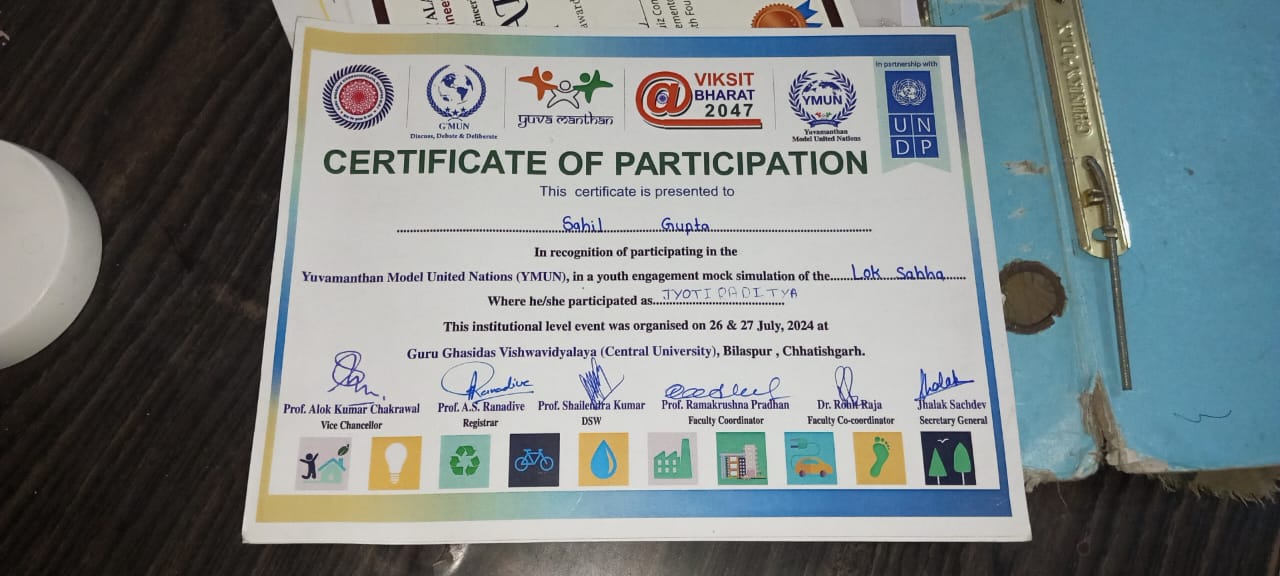 G'MUN
Discuss, Debate & Deliberate
yuva manthan
VIKSIT
BHARAT
2047
YMUN
Yuvamanthan
Model United Nations
In partnership with
U N
D P
CERTIFICATE OF PARTICIPATION
This certificate is presented to
Sahil Gupta
In recognition of participating in the
Yuvamanthan Model United Nations (YMUN), in a youth engagement mock simulation of the Lok Sabha
Where he/she participated as JYOTIRADITYA
This institutional level event was organised on 26 & 27 July, 2024 at
Guru Ghasidas Vishwavidyalaya (Central University), Bilaspur , Chhatishgarh.
Ranadive
Jhalak
Prof. Alok Kumar Chakrawal
Vice Chancellor
Prof. A.S. Ranadive
Registrar
Prof. Shailendra Kumar
DSW
Prof. Ramakrushna Pradhan
Faculty Coordinator
Dr. Rohit Raja
Faculty Co-coordinator
Jhalak Sachdev
Secretary General